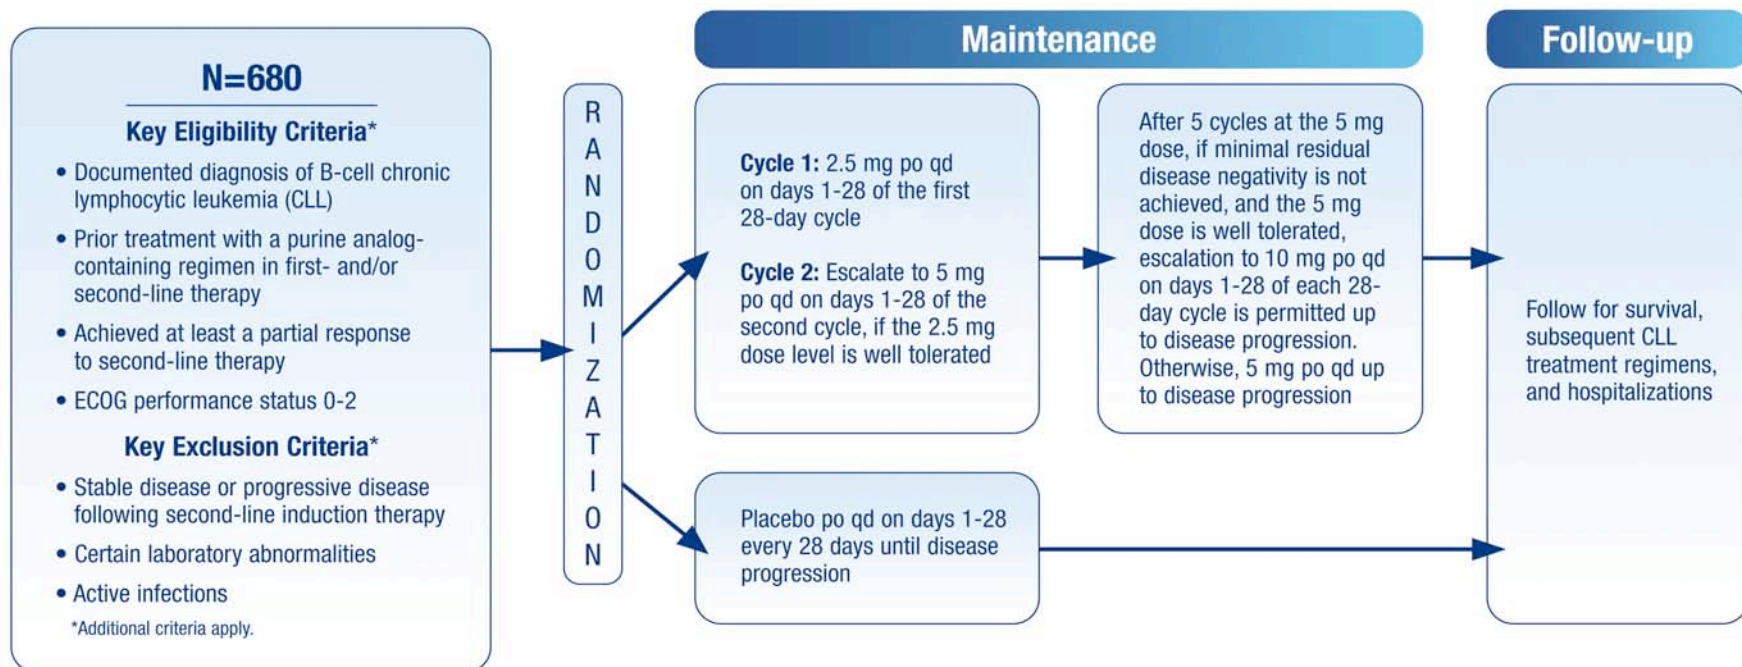 N=680
Key Eligibility Criteria*
• Documented diagnosis of B-cell chronic
lymphocytic leukemia (CLL)
• Prior treatment with a purine analog-
containing regimen in first- and/or
second-line therapy
• Achieved at least a partial response
to second-line therapy
• ECOG performance status 0-2
Key Exclusion Criteria*
• Stable disease or progressive disease
following second-line induction therapy
• Certain laboratory abnormalities
• Active infections
*Additional criteria apply.
RANDOMIZATION
Maintenance
Cycle 1: 2.5 mg po qd
on days 1-28 of the first
28-day cycle
Cycle 2: Escalate to 5 mg
po qd on days 1-28 of the
second cycle, if the 2.5 mg
dose level is well tolerated
After 5 cycles at the 5 mg
dose, if minimal residual
disease negativity is not
achieved, and the 5 mg
dose is well tolerated,
escalation to 10 mg po qd
on days 1-28 of each 28-
day cycle is permitted up
to disease progression.
Otherwise, 5 mg po qd up
to disease progression
Placebo po qd on days 1-28
every 28 days until disease
progression
Follow-up
Follow for survival,
subsequent CLL
treatment regimens,
and hospitalizations